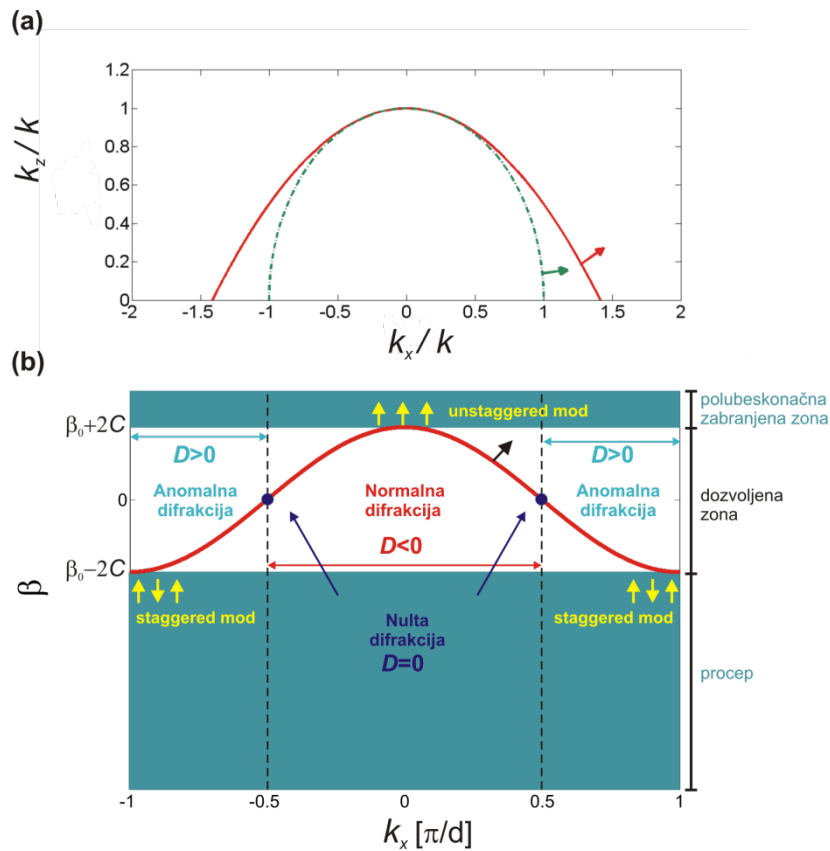 (a)
1.2
1
0.8
0.6
0.4
0.2
0
k_z / k
-2 -1.5 -1 -0.5 0 0.5 1 1.5 2
k_x / k
(b)
unstaggered mod
polubeskonačna
zabranjena zona
β₀+2C
D>0
D>0
Anomalna
difrakcija
Normalna
difrakcija
Anomalna
difrakcija
0
dozvoljena
zona
D<0
β₀−2C
β
staggered mod
staggered mod
Nulta
difrakcija
D=0
procep
-1 -0.5 0 0.5 1
k_x [π/d]